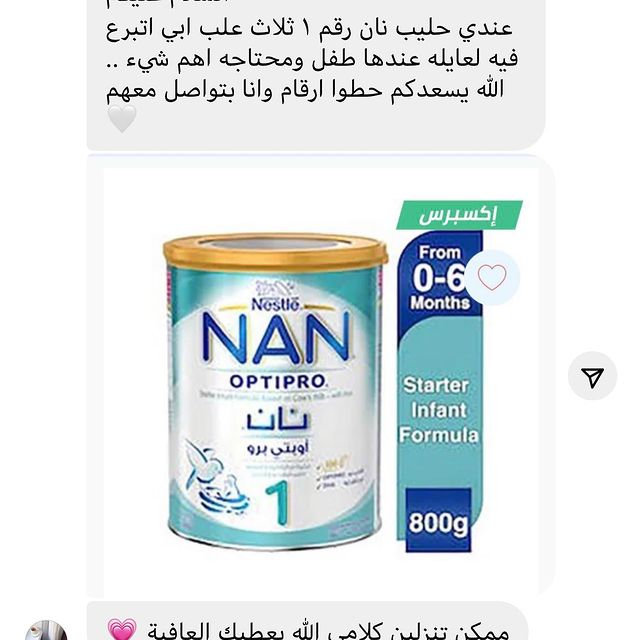 عندي حليب نان رقم ١ ثلاث علب ابي اتبرع
فيه لعايله عندها طفل ومحتاجه اهم شيء ..
الله يسعدكم حطوا ارقام وانا بتواصل معهم
🤍
إكسبرس
From
0-6
Months
Nestlé
NAN
OPTIPRO
نان
أوبتي برو
1
Starter
Infant
Formula
800g
ممكن تنزلين كلامي الله يعطيك العافية 💗